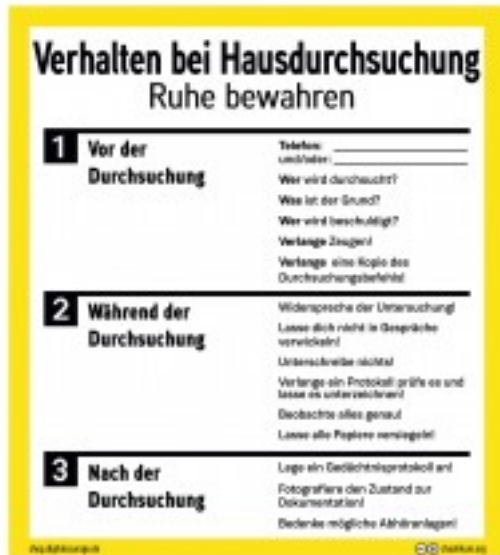 Verhalten bei Hausdurchsuchung
Ruhe bewahren
1 Vor der
Durchsuchung
Telefon:
und/oder:
Wer wird durchsucht?
Was ist der Grund?
Wer wird beschuldigt?
Verlange Zeugen!
Verlange eine Kopie des
Durchsuchungsbefehls!
2 Während der
Durchsuchung
Widerspreche der Untersuchung!
Lasse dich nicht in Gespräche
verwickeln!
Unterschreibe nichts!
Verlange ein Protokoll prüfe es und
lasse es unterzeichnen!
Beobachte alles genau!
Lasse alle Papiere versiegeln!
3 Nach der
Durchsuchung
Lege ein Gedächtnisprotokoll an!
Fotografiere den Zustand zur
Dokumentation!
Bedenke mögliche Abhöranlagen!